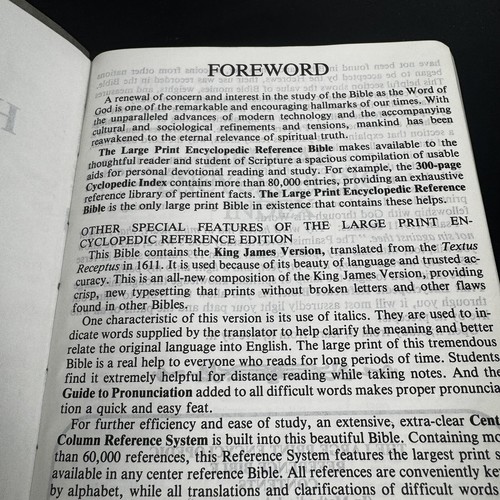 FOREWORD
A renewal of concern and interest in the study of the Bible as the Word of
God is one of the remarkable and encouraging hallmarks of our times. With
the unparalleled advances of modern technology and the accompanying
cultural and sociological refinements and tensions, mankind has been
reawakened to the eternal relevance of spiritual truth.
The Large Print Encyclopedic Reference Bible makes available to the
thoughtful reader and student of Scripture a spacious compilation of usable
aids for personal devotional reading and study. For example, the 300-page
Cyclopedic Index contains more than 80,000 entries, providing an exhaustive
reference library of pertinent facts. The Large Print Encyclopedic Reference
Bible is the only large print Bible in existence that contains these helps.
OTHER SPECIAL FEATURES OF THE LARGE PRINT EN-
CYCLOPEDIC REFERENCE EDITION
This Bible contains the King James Version, translated from the Textus
Receptus in 1611. It is used because of its beauty of language and trusted ac-
curacy. This is an all-new composition of the King James Version, providing
crisp, new typesetting that prints without broken letters and other flaws
found in other Bibles.
One characteristic of this version is its use of italics. They are used to in-
dicate words supplied by the translator to help clarify the meaning and better
relate the original language into English. The large print of this tremendous
Bible is a real help to everyone who reads for long periods of time. Students
find it extremely helpful for distance reading while taking notes. And the
Guide to Pronunciation added to all difficult words makes proper pronuncia
tion a quick and easy feat.
For further efficiency and ease of study, an extensive, extra-clear Cent
Column Reference System is built into this beautiful Bible. Containing mo
than 60,000 references, this Reference System features the largest print s
available in any center reference Bible. All references are conveniently ke
by alphabet, while all translations and clarifications of difficult words